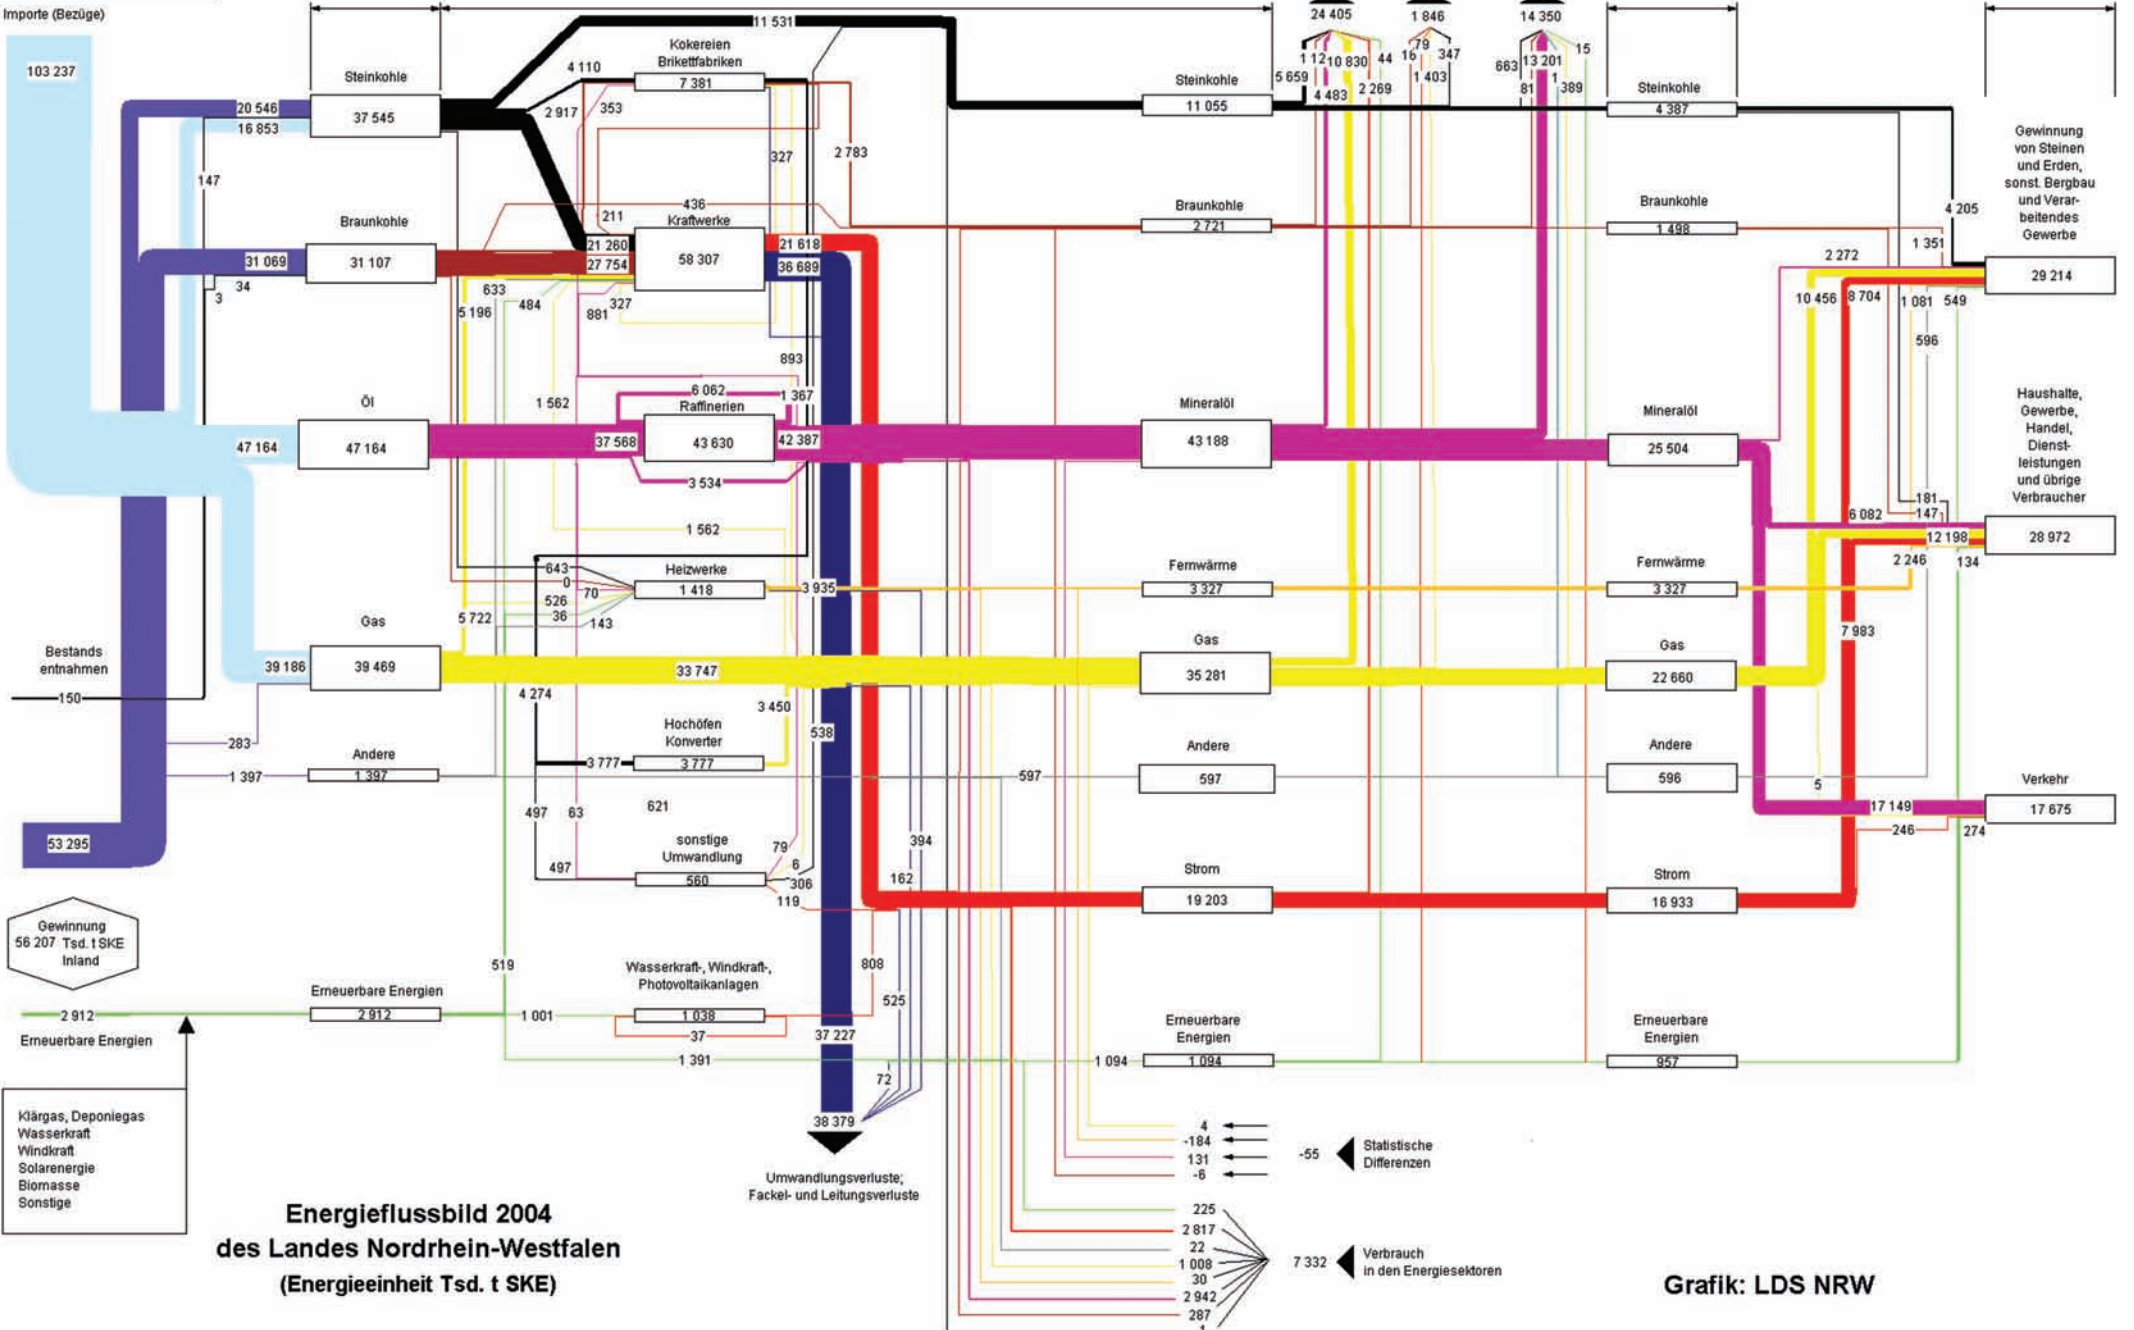 Importe (Bezüge)
103 237
20 546
16 853
147
31 069
34
3
47 164
39 186
Bestands
entnahmen
150
283
1 397
53 295
Gewinnung
56 207 Tsd. t SKE
Inland
2 912
Erneuerbare Energien
Klärgas, Deponiegas
Wasserkraft
Windkraft
Solarenergie
Biomasse
Sonstige
Steinkohle
37 545
Braunkohle
31 107
Öl
47 164
Gas
39 469
Andere
1 397
Erneuerbare Energien
2 912
11 531
4 110
2 917
353
Kokereien
Brikettfabriken
7 381
327
2 783
436
211
Kraftwerke
21 260
27 754
58 307
21 618
36 689
633
484
5 196
881
327
893
1 562
6 062
1 367
Raffinerien
37 568
43 630
42 387
3 534
1 562
Heizwerke
643
0
70
526
36
143
1 418
3 935
5 722
33 747
4 274
3 450
Hochöfen
Konverter
3 777
3 777
538
497
63
621
394
sonstige
Umwandlung
497
560
79
6
306
119
162
519
Wasserkraft-, Windkraft-,
Photovoltaikanlagen
1 001
1 038
37
808
525
37 227
1 391
72
38 379
Umwandlungsverluste;
Fackel- und Leitungsverluste
Steinkohle
11 055
Braunkohle
2 721
Mineralöl
43 188
Fernwärme
3 327
Gas
35 281
Andere
597
597
Strom
19 203
Erneuerbare
Energien
1 094
1 094
24 405
5 659
1 12
10 830
44
4 483
2 269
1 846
16
79
347
1 403
14 350
663
13 201
15
81
1
389
Steinkohle
4 387
Braunkohle
1 498
Mineralöl
25 504
Fernwärme
3 327
Gas
22 660
Andere
596
Strom
16 933
Erneuerbare
Energien
957
4 205
1 351
2 272
10 456
8 704
1 081
549
596
181
147
6 082
12 198
2 246
134
7 983
5
17 149
246
274
Gewinnung
von Steinen
und Erden,
sonst. Bergbau
und Verar-
beitendes
Gewerbe
29 214
Haushalte,
Gewerbe,
Handel,
Dienst-
leistungen
und übrige
Verbraucher
28 972
Verkehr
17 675
4
-184
131
-6
-55
Statistische
Differenzen
225
2 817
22
1 008
30
2 942
287
7 332
Verbrauch
in den Energiesektoren
Energieflussbild 2004
des Landes Nordrhein-Westfalen
(Energieeinheit Tsd. t SKE)
Grafik: LDS NRW